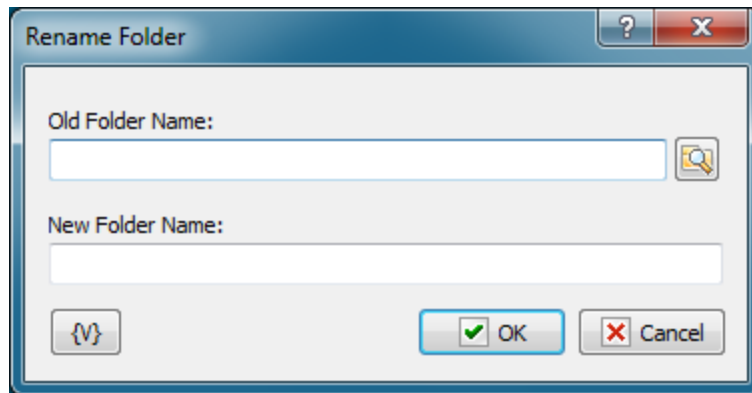 Rename Folder
?
Old Folder Name:
New Folder Name:
{V}
OK
Cancel